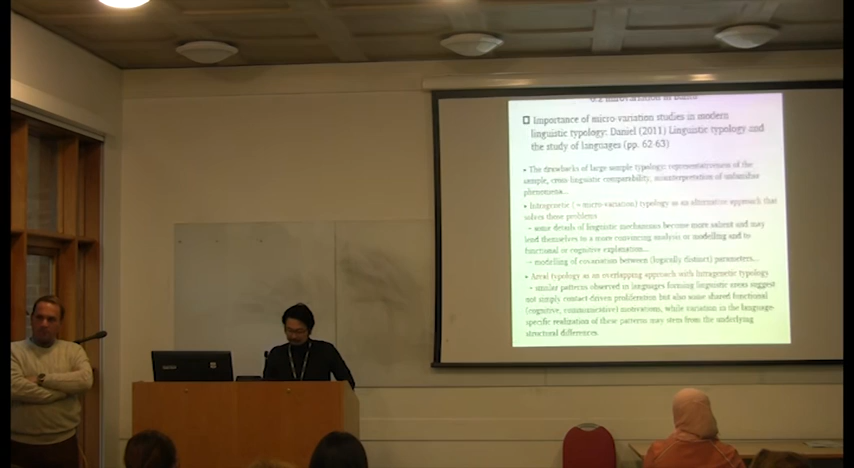 □ Importance of micro-variation studies in modern
linguistic typology: Daniel (2011) Linguistic typology and
the study of languages (pp. 62-63)
• The drawbacks of large sample typology: representativeness of the
sample, cross-linguistic comparability, misinterpretation of unfamiliar
phenomena...
• Intragenetic (→ micro-variation) typology as an alternative approach that
solves these problems
→ some details of linguistic mechanisms become more salient and may
lend themselves to a more convincing analysis or modelling and to
functional or cognitive explanation...
→ modelling of covariation between (logically distinct) parameters...
• Areal typology as an overlapping approach with intragenetic typology
→ similar patterns observed in languages forming linguistic areas suggest
not simply contact-driven proliferation but also some shared functional
(cognitive, communicative) motivations, while variation in the language-
specific realization of these patterns may stem from the underlying
structural differences.